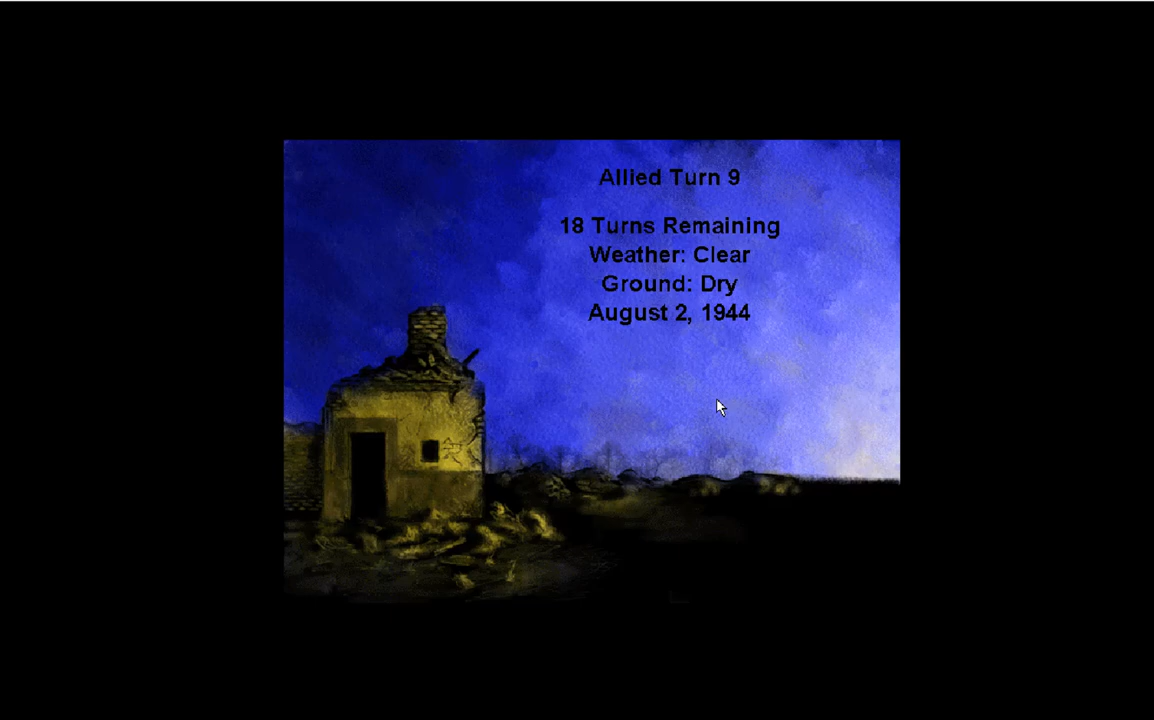 Allied Turn 9
18 Turns Remaining
Weather: Clear
Ground: Dry
August 2, 1944